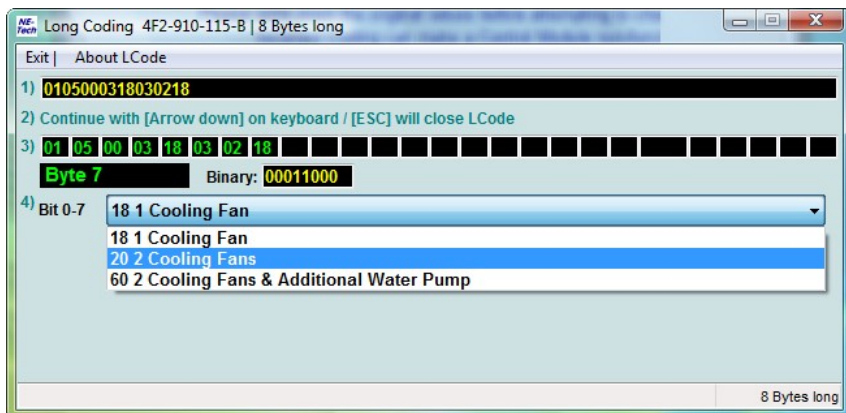 NE-Tech Long Coding 4F2-910-115-B | 8 Bytes long
Exit | About LCode
1) 0105000318030218
2) Continue with [Arrow down] on keyboard / [ESC] will close LCode
3) 01 05 00 03 18 03 02 18
Byte 7 Binary: 00011000
4) Bit 0-7 18 1 Cooling Fan
18 1 Cooling Fan
20 2 Cooling Fans
60 2 Cooling Fans & Additional Water Pump
8 Bytes long